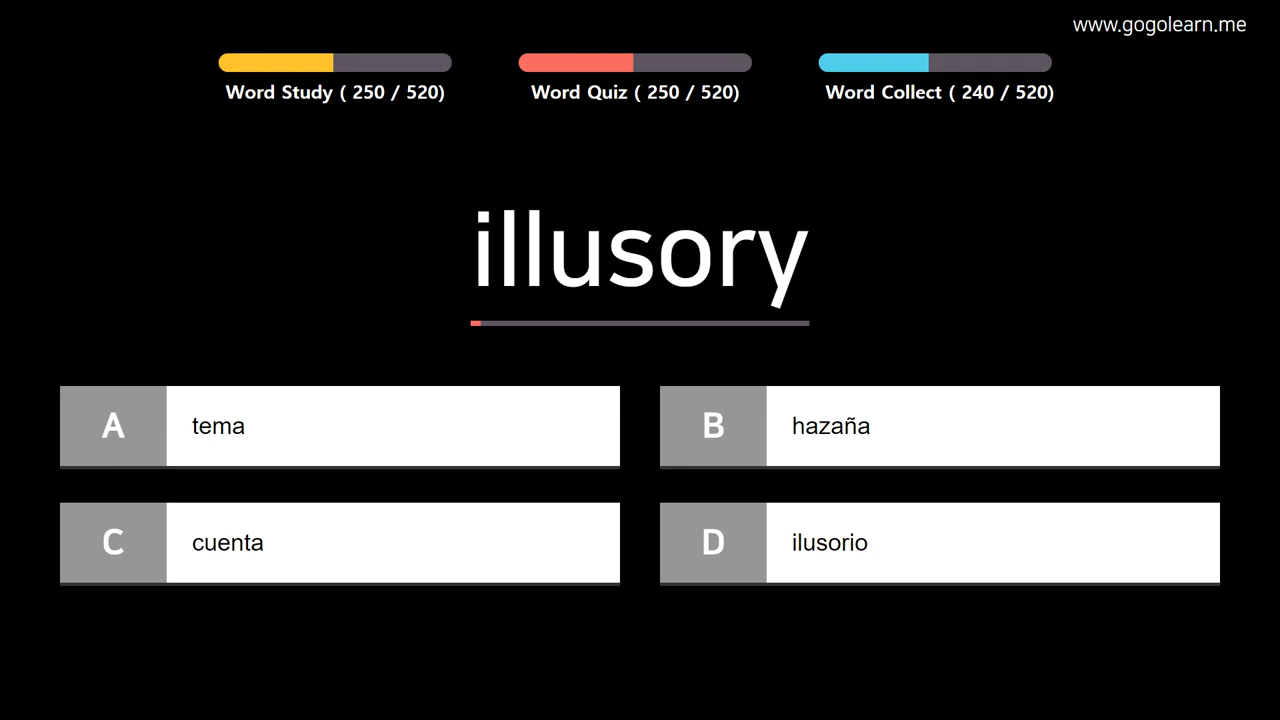 www.gogolearn.me
Word Study ( 250 / 520)
Word Quiz ( 250 / 520)
Word Collect ( 240 / 520)
illusory
A
tema
B
hazaña
C
cuenta
D
ilusorio